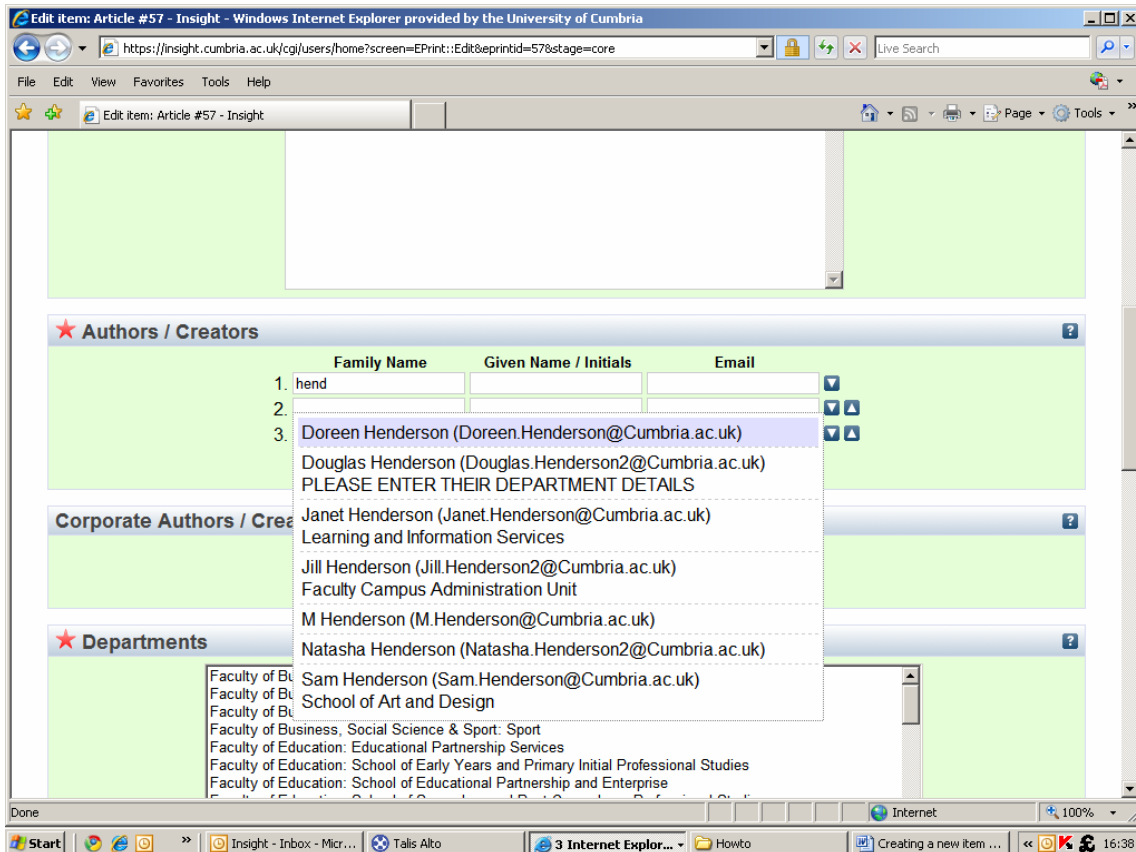 Edit item: Article #57 - Insight - Windows Internet Explorer provided by the University of Cumbria
https://insight.cumbria.ac.uk/cgi/users/home?screen=EPrint::Edit&eprintid=57&stage=core
Live Search
File Edit View Favorites Tools Help
Edit item: Article #57 - Insight
Page Tools »
Authors / Creators ?
Family Name Given Name / Initials Email
1. hend
2.
3.
Doreen Henderson (Doreen.Henderson@Cumbria.ac.uk)
Douglas Henderson (Douglas.Henderson2@Cumbria.ac.uk)
PLEASE ENTER THEIR DEPARTMENT DETAILS
Janet Henderson (Janet.Henderson@Cumbria.ac.uk)
Learning and Information Services
Jill Henderson (Jill.Henderson2@Cumbria.ac.uk)
Faculty Campus Administration Unit
M Henderson (M.Henderson@Cumbria.ac.uk)
Natasha Henderson (Natasha.Henderson2@Cumbria.ac.uk)
Sam Henderson (Sam.Henderson@Cumbria.ac.uk)
School of Art and Design
Corporate Authors / Crea ?
Departments ?
Faculty of Bu
Faculty of Bu
Faculty of Bu
Faculty of Business, Social Science & Sport: Sport
Faculty of Education: Educational Partnership Services
Faculty of Education: School of Early Years and Primary Initial Professional Studies
Faculty of Education: School of Educational Partnership and Enterprise
Done Internet 100%
Start » Insight - Inbox - Micr... Talis Alto 3 Internet Explor... Howto Creating a new item ... « 16:38